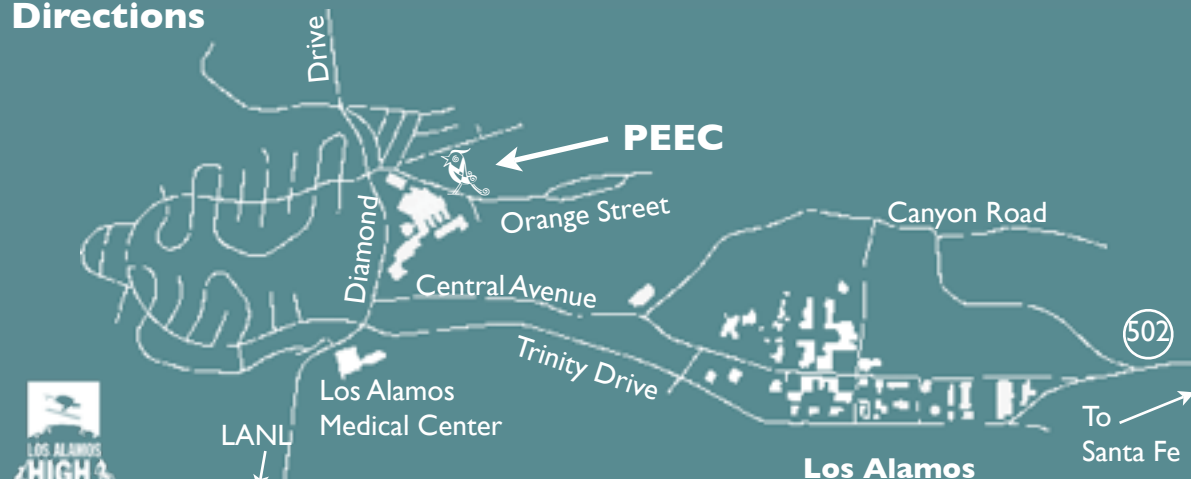 Directions
Drive
PEEC
Diamond
Orange Street
Canyon Road
Central Avenue
502
Trinity Drive
Los Alamos
Medical Center
LANL
To
Santa Fe
LOS ALAMOS
HIGH
Los Alamos